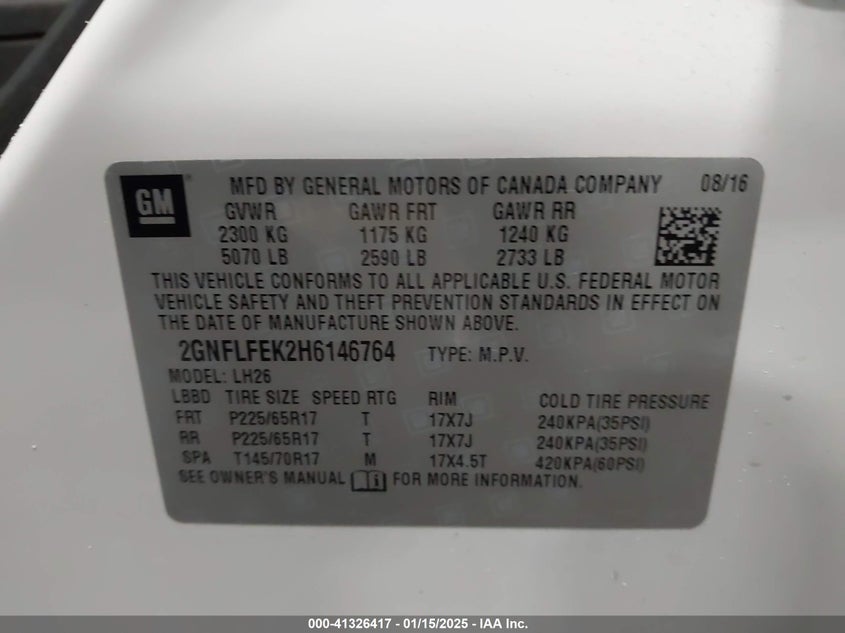 GM ® MFD BY GENERAL MOTORS OF CANADA COMPANY 08/16
GVWR GAWR FRT GAWR RR
2300 KG 1175 KG 1240 KG
5070 LB 2590 LB 2733 LB
THIS VEHICLE CONFORMS TO ALL APPLICABLE U.S. FEDERAL MOTOR
VEHICLE SAFETY AND THEFT PREVENTION STANDARDS IN EFFECT ON
THE DATE OF MANUFACTURE SHOWN ABOVE.
2GNFLFEK2H6146764 TYPE: M.P.V.
MODEL: LH26
LBBD TIRE SIZE SPEED RTG RIM COLD TIRE PRESSURE
FRT P225/65R17 T 17X7J 240KPA(35PSI)
RR P225/65R17 T 17X7J 240KPA(35PSI)
SPA T145/70R17 M 17X4.5T 420KPA(60PSI)
SEE OWNER'S MANUAL FOR MORE INFORMATION.
000-41326417 - 01/15/2025 - IAA Inc.